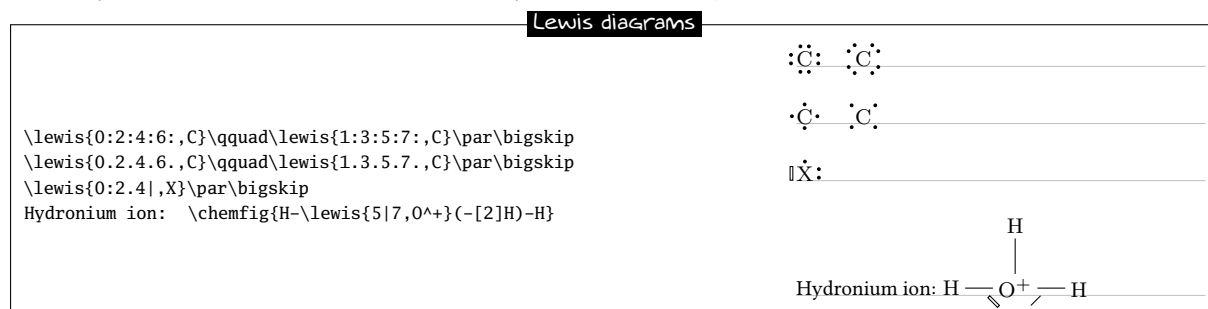 Lewis diagrams
\lewis{0:2:4:6:,C}\qquad\lewis{1:3:5:7:,C}\par\bigskip
\lewis{0.2.4.6.,C}\qquad\lewis{1.3.5.7.,C}\par\bigskip
\lewis{0:2.4|,X}\par\bigskip
Hydronium ion:  \chemfig{H-\lewis{5|7,O^+}(-[2]H)-H}
C C
C C
X
H
Hydronium ion: H O+ H